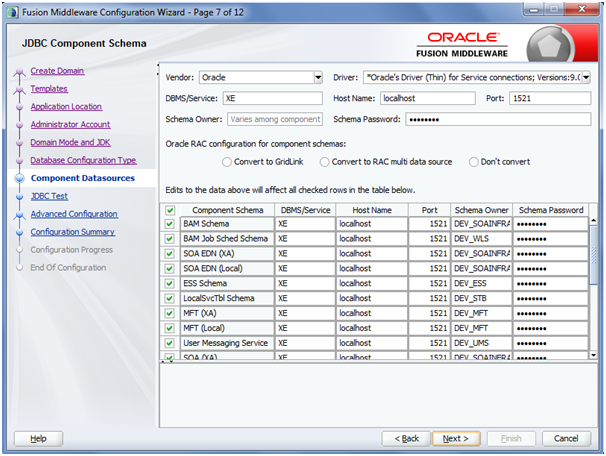 Fusion Middleware Configuration Wizard - Page 7 of 12
JDBC Component Schema
ORACLE
FUSION MIDDLEWARE
Create Domain
Templates
Application Location
Administrator Account
Domain Mode and JDK
Database Configuration Type
Component Datasources
JDBC Test
Advanced Configuration
Configuration Summary
Configuration Progress
End Of Configuration
Vendor: Oracle Driver: *Oracle's Driver (Thin) for Service connections; Versions:9.0
DBMS/Service: XE Host Name: localhost Port: 1521
Schema Owner: Varies among component Schema Password: ••••••••
Oracle RAC configuration for component schemas:
Convert to GridLink Convert to RAC multi data source Don't convert
Edits to the data above will affect all checked rows in the table below.
Component Schema DBMS/Service Host Name Port Schema Owner Schema Password
BAM Schema XE localhost 1521 DEV_SOAINFRA ••••••••
BAM Job Sched Schema XE localhost 1521 DEV_WLS ••••••••
SOA EDN (XA) XE localhost 1521 DEV_SOAINFRA ••••••••
SOA EDN (Local) XE localhost 1521 DEV_SOAINFRA ••••••••
ESS Schema XE localhost 1521 DEV_ESS ••••••••
LocalSvcTbl Schema XE localhost 1521 DEV_STB ••••••••
MFT (XA) XE localhost 1521 DEV_MFT ••••••••
MFT (Local) XE localhost 1521 DEV_MFT ••••••••
User Messaging Service XE localhost 1521 DEV_UMS ••••••••
SOA (XA) XE localhost 1521 DEV_SOAINFRA ••••••••
Help < Back Next > Finish Cancel